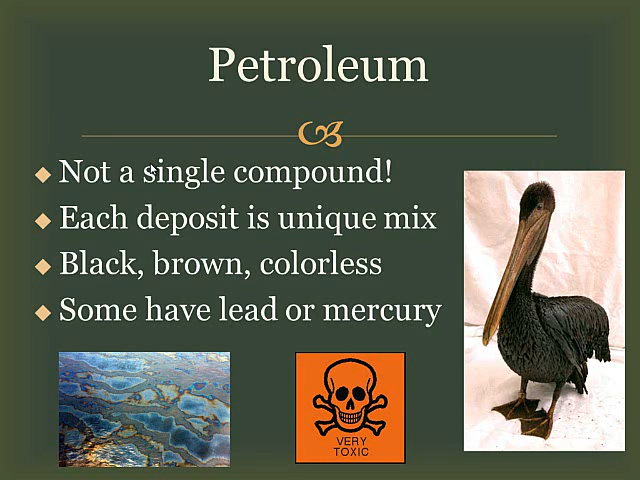 Petroleum
Not a single compound!
Each deposit is unique mix
Black, brown, colorless
Some have lead or mercury
VERY
TOXIC